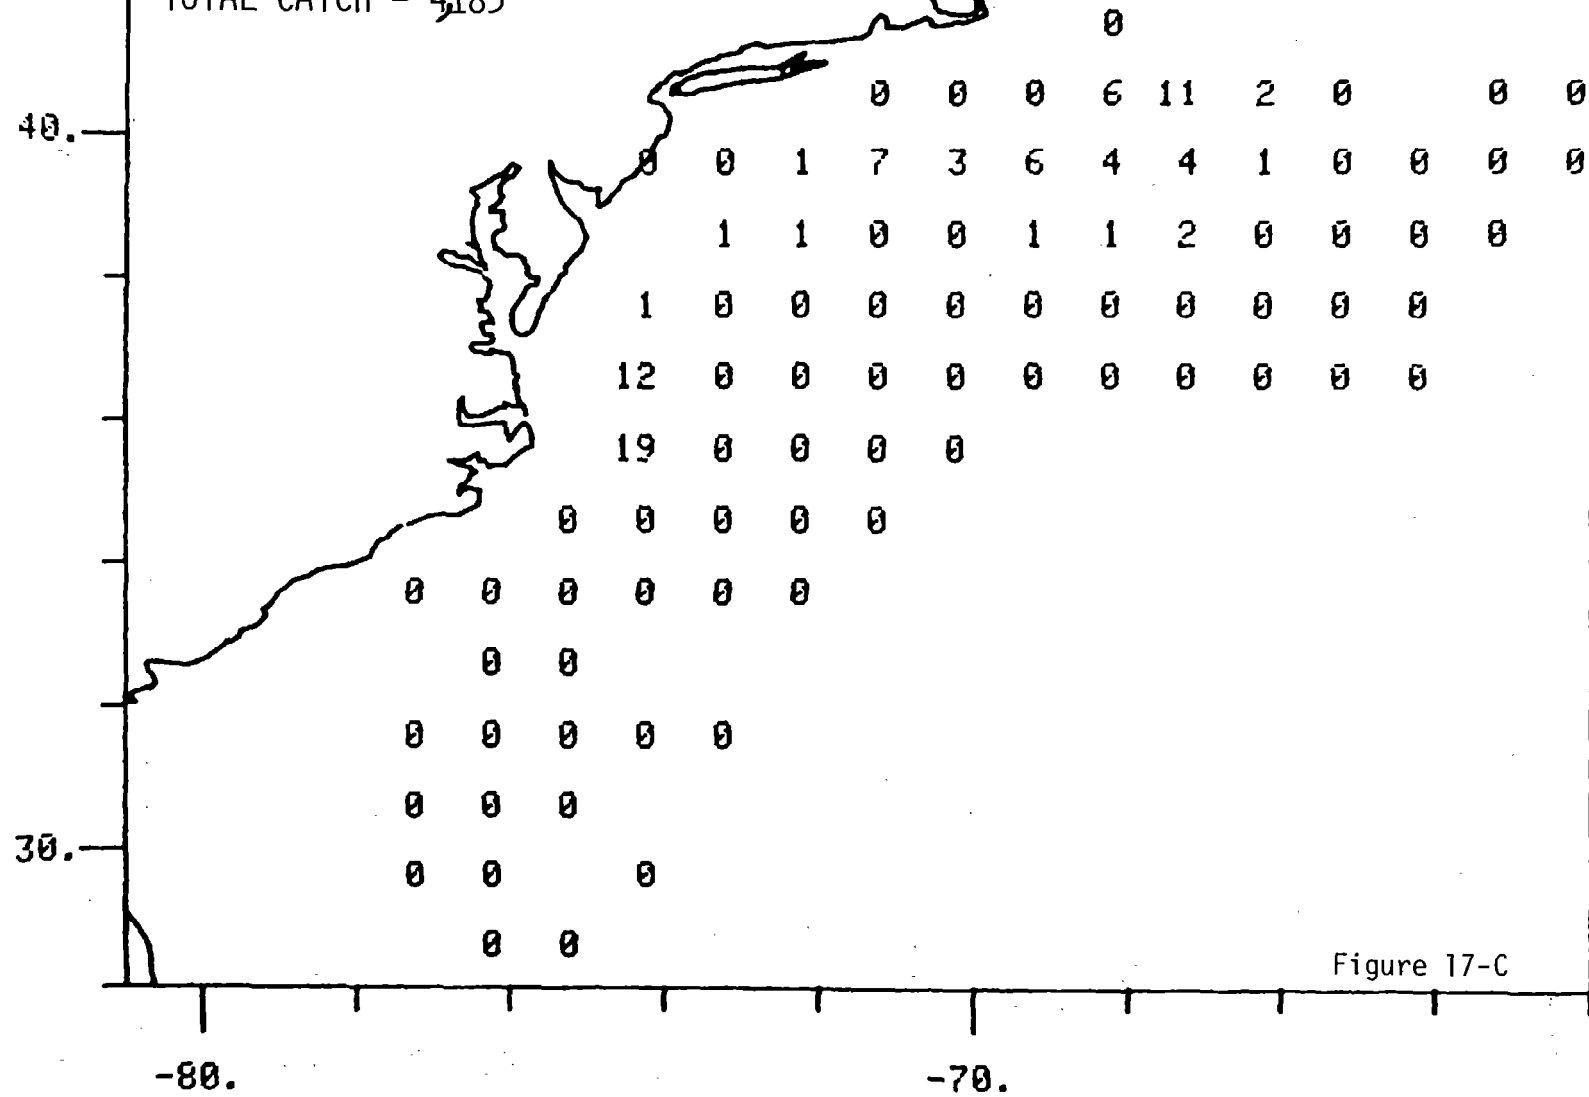 TOTAL CATCH - 4,185
0
0 0 0 6 11 2 0 0 0
40.
0 0 1 7 3 6 4 4 1 0 0 0 0
1 1 0 0 1 1 2 0 0 0 0
1 0 0 0 0 0 0 0 0 0 0
12 0 0 0 0 0 0 0 0 0 0
19 0 0 0 0
0 0 0 0 0
0 0 0 0 0 0
0 0
0 0 0 0 0
0 0 0
30.
0 0 0
0 0
Figure 17-C
-80. -70.